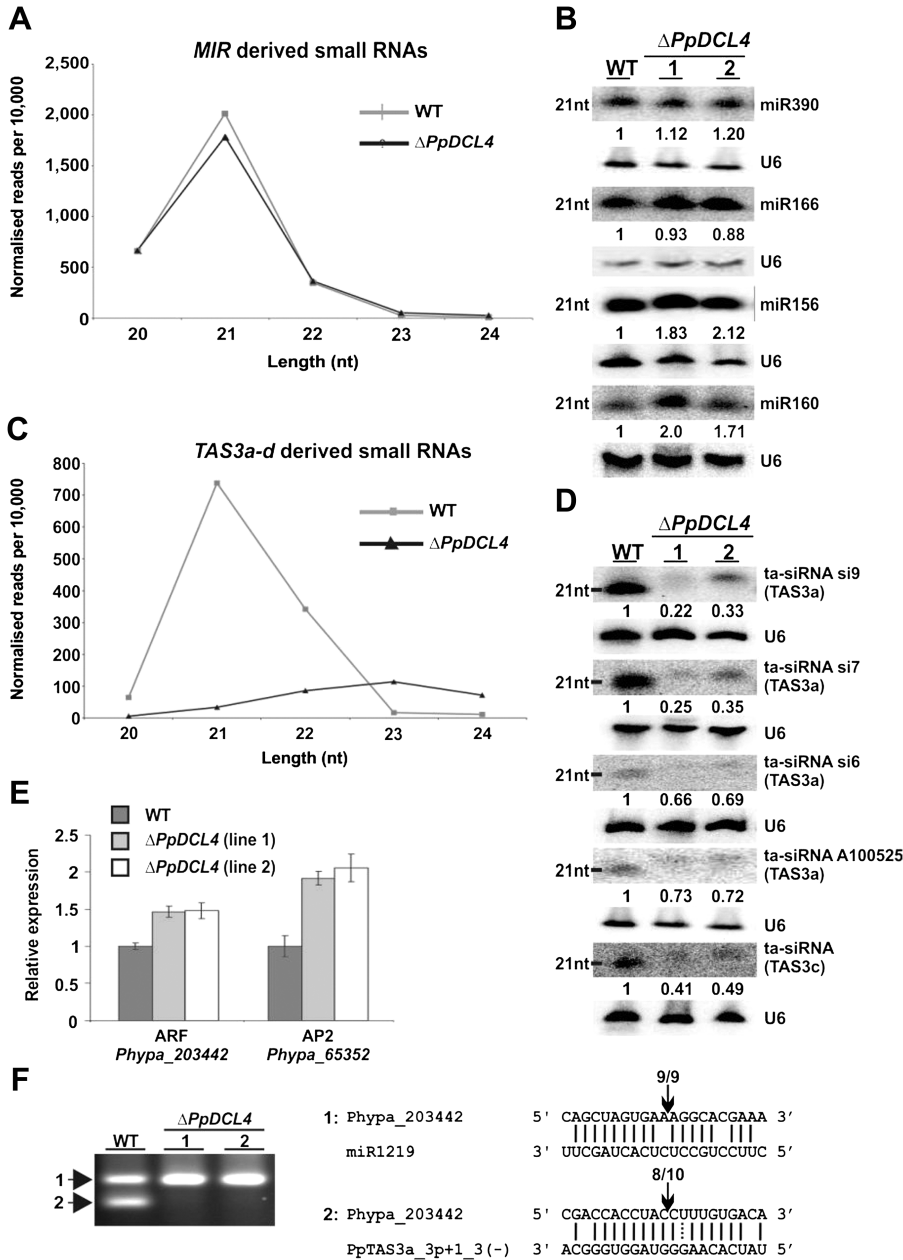 A
MIR derived small RNAs
Normalised reads per 10,000
2,500
2,000
1,500
1,000
500
0
WT
ΔPpDCL4
20 21 22 23 24
Length (nt)
B
ΔPpDCL4
WT 1 2
21nt miR390
1 1.12 1.20
U6
21nt miR166
1 0.93 0.88
U6
21nt miR156
1 1.83 2.12
U6
21nt miR160
1 2.0 1.71
U6
C
TAS3a-d derived small RNAs
Normalised reads per 10,000
800
700
600
500
400
300
200
100
0
WT
ΔPpDCL4
20 21 22 23 24
Length (nt)
D
ΔPpDCL4
WT 1 2
21nt ta-siRNA si9
(TAS3a)
1 0.22 0.33
U6
21nt ta-siRNA si7
(TAS3a)
1 0.25 0.35
U6
21nt ta-siRNA si6
(TAS3a)
1 0.66 0.69
U6
21nt ta-siRNA A100525
(TAS3a)
1 0.73 0.72
U6
21nt ta-siRNA
(TAS3c)
1 0.41 0.49
U6
E
WT
ΔPpDCL4 (line 1)
ΔPpDCL4 (line 2)
Relative expression
2.5
2
1.5
1
0.5
0
ARF AP2
Phypa_203442 Phypa_65352
F
ΔPpDCL4
WT 1 2
1
2
9/9
1: Phypa_203442 5' CAGCTAGTGAAAGGCACGAAA 3'
miR1219 3' UUCGAUCACUCUCCGUCCUUC 5'
8/10
2: Phypa_203442 5' CGACCACCTACCTTTGTGACA 3'
PpTAS3a_3p+1_3(-) 3' ACGGGTGGATGGGAACACTAT 5'